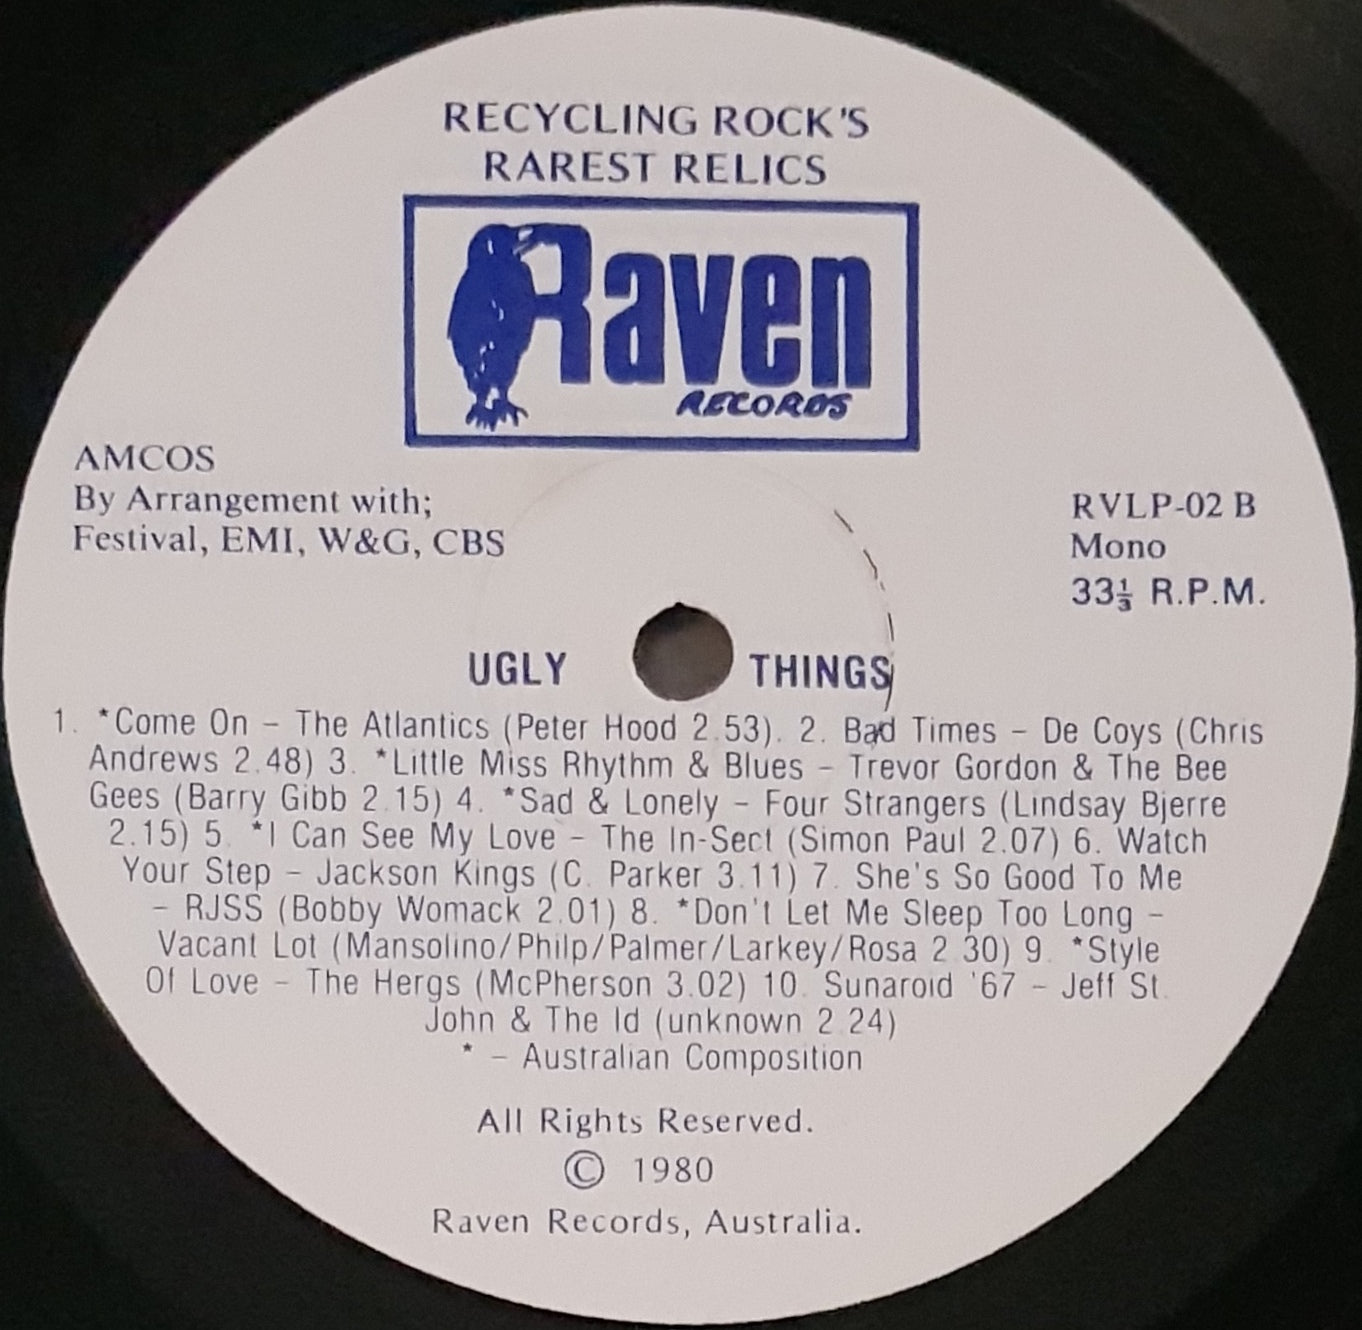 RECYCLING ROCK'S
RAREST RELICS
Raven
RECORDS
AMCOS
By Arrangement with;
Festival, EMI, W&G, CBS
RVLP-02 B
Mono
33⅓ R.P.M.
UGLY THINGS
1. *Come On – The Atlantics (Peter Hood 2.53). 2. Bad Times – De Coys (Chris
Andrews 2.48) 3. *Little Miss Rhythm & Blues – Trevor Gordon & The Bee
Gees (Barry Gibb 2.15) 4. *Sad & Lonely – Four Strangers (Lindsay Bjerre
2.15) 5. *I Can See My Love – The In-Sect (Simon Paul 2.07) 6. Watch
Your Step – Jackson Kings (C. Parker 3.11) 7. She's So Good To Me
– RJSS (Bobby Womack 2.01) 8. *Don't Let Me Sleep Too Long –
Vacant Lot (Mansolino/Philp/Palmer/Larkey/Rosa 2.30) 9. *Style
Of Love – The Hergs (McPherson 3.02) 10. Sunaroid '67 – Jeff St.
John & The Id (unknown 2.24)
* – Australian Composition
All Rights Reserved.
© 1980
Raven Records, Australia.